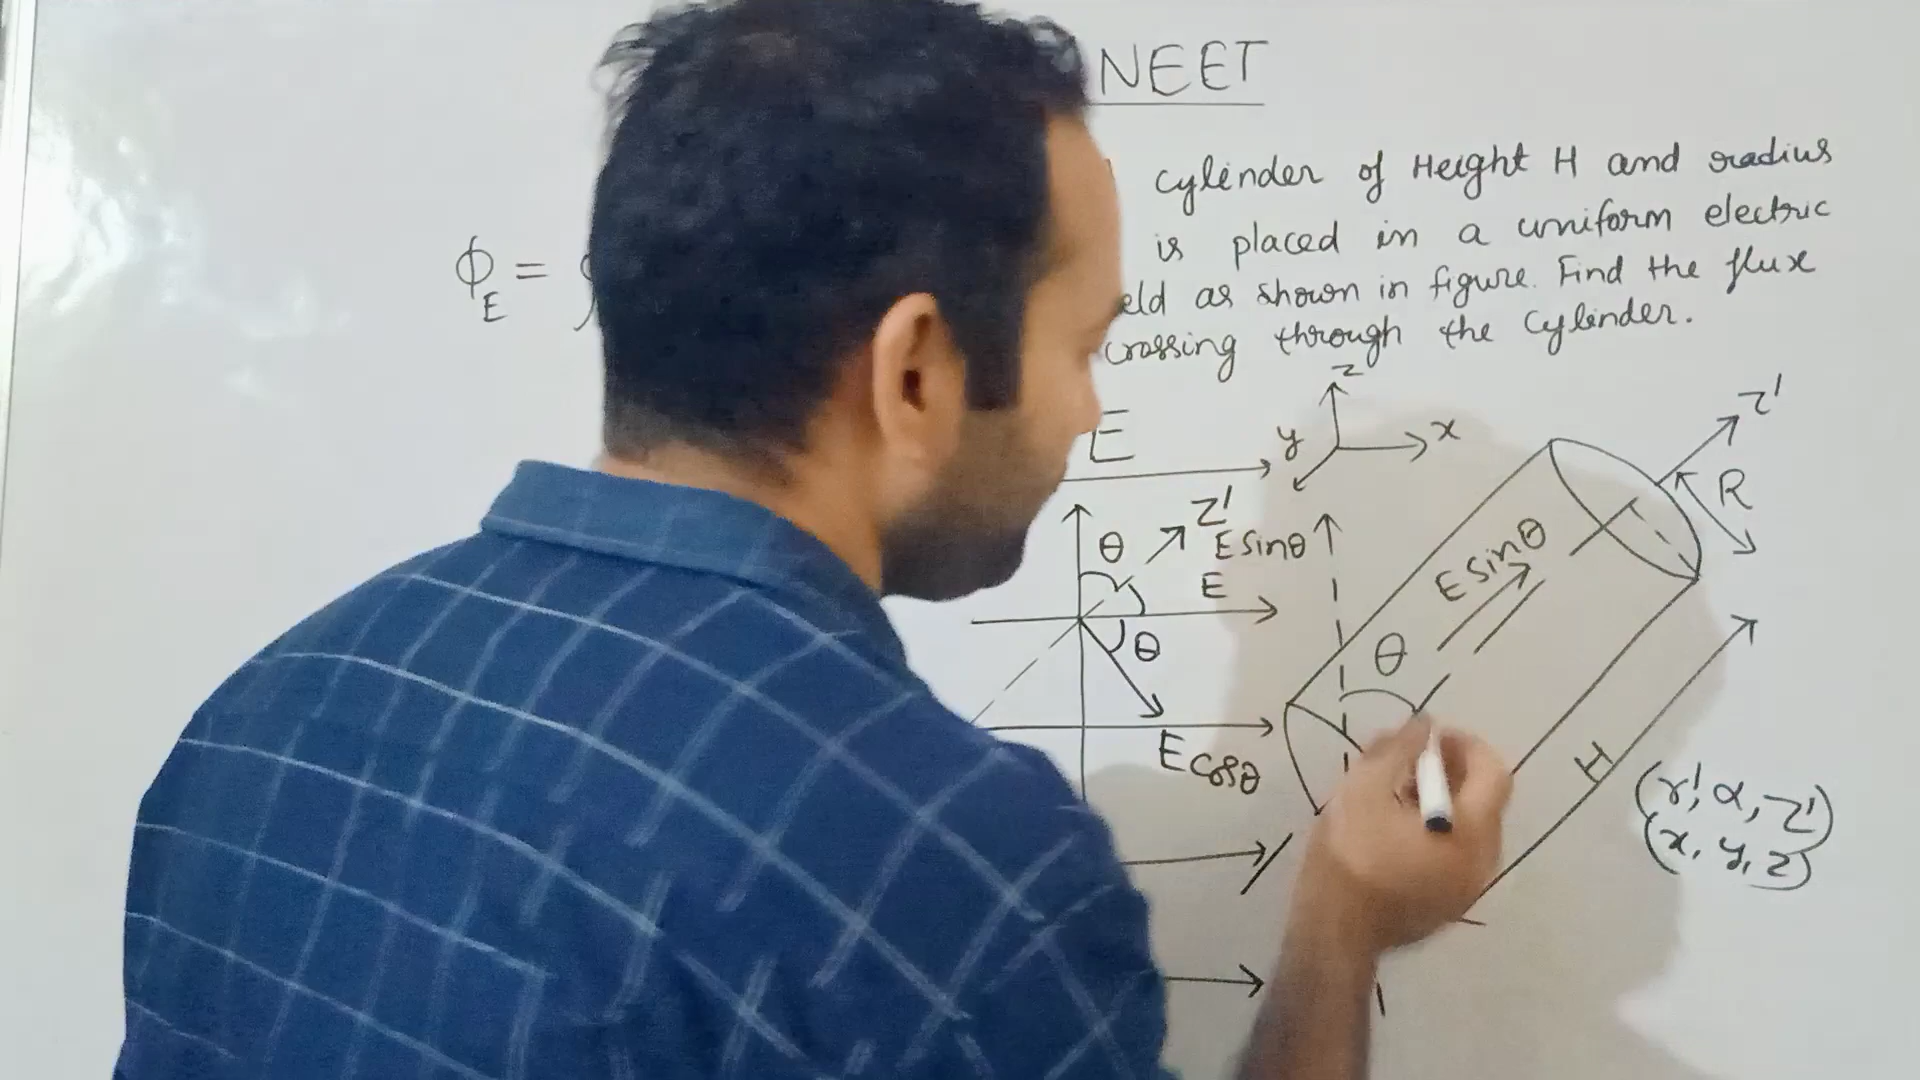 NEET
cylinder of Height H and radius
is placed in a uniform electric
eld as shown in figure. Find the flux
crossing through the cylinder.
ϕ_E =
E
z
y
x
z'
R
θ
z'
E sinθ
E
θ
E cosθ
E sinθ
θ
H
(r', α, z')
(x, y, z)